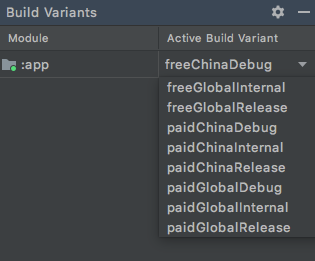 Build Variants
Module
Active Build Variant
:app
freeChinaDebug
freeGlobalInternal
freeGlobalRelease
paidChinaDebug
paidChinaInternal
paidChinaRelease
paidGlobalDebug
paidGlobalInternal
paidGlobalRelease